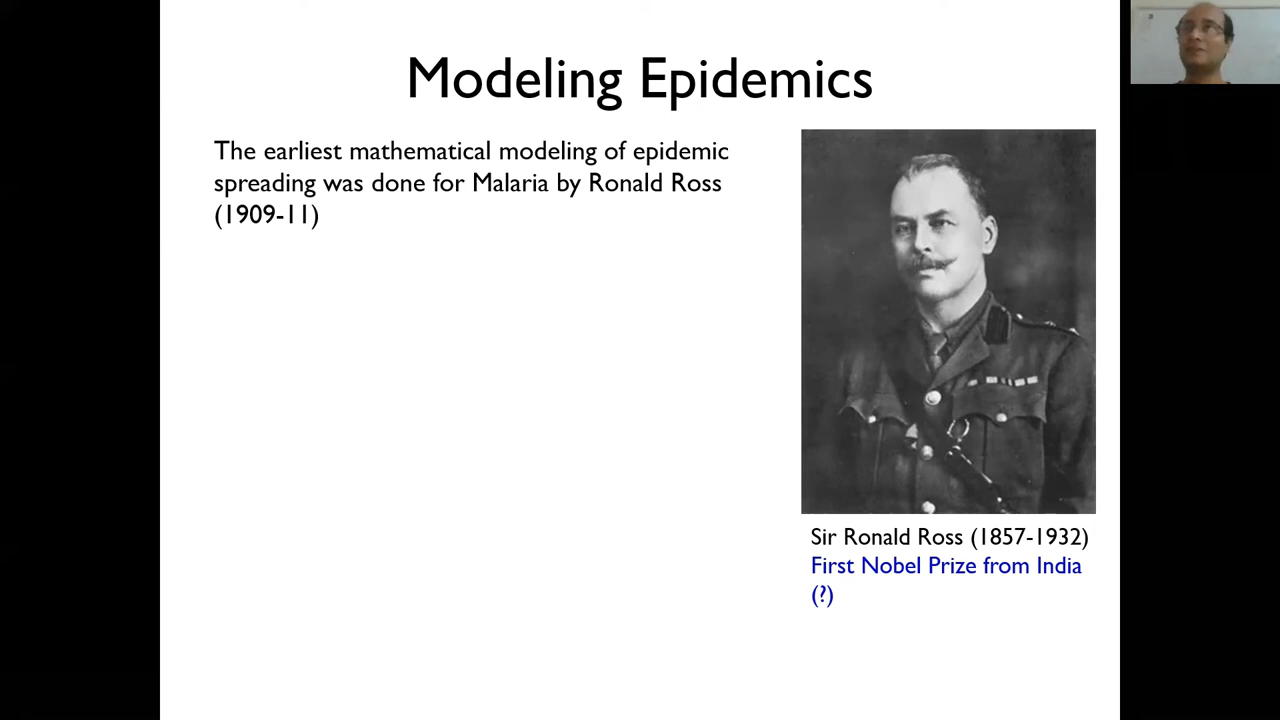 Modeling Epidemics
The earliest mathematical modeling of epidemic
spreading was done for Malaria by Ronald Ross
(1909-11)
Sir Ronald Ross (1857-1932)
First Nobel Prize from India
(?)